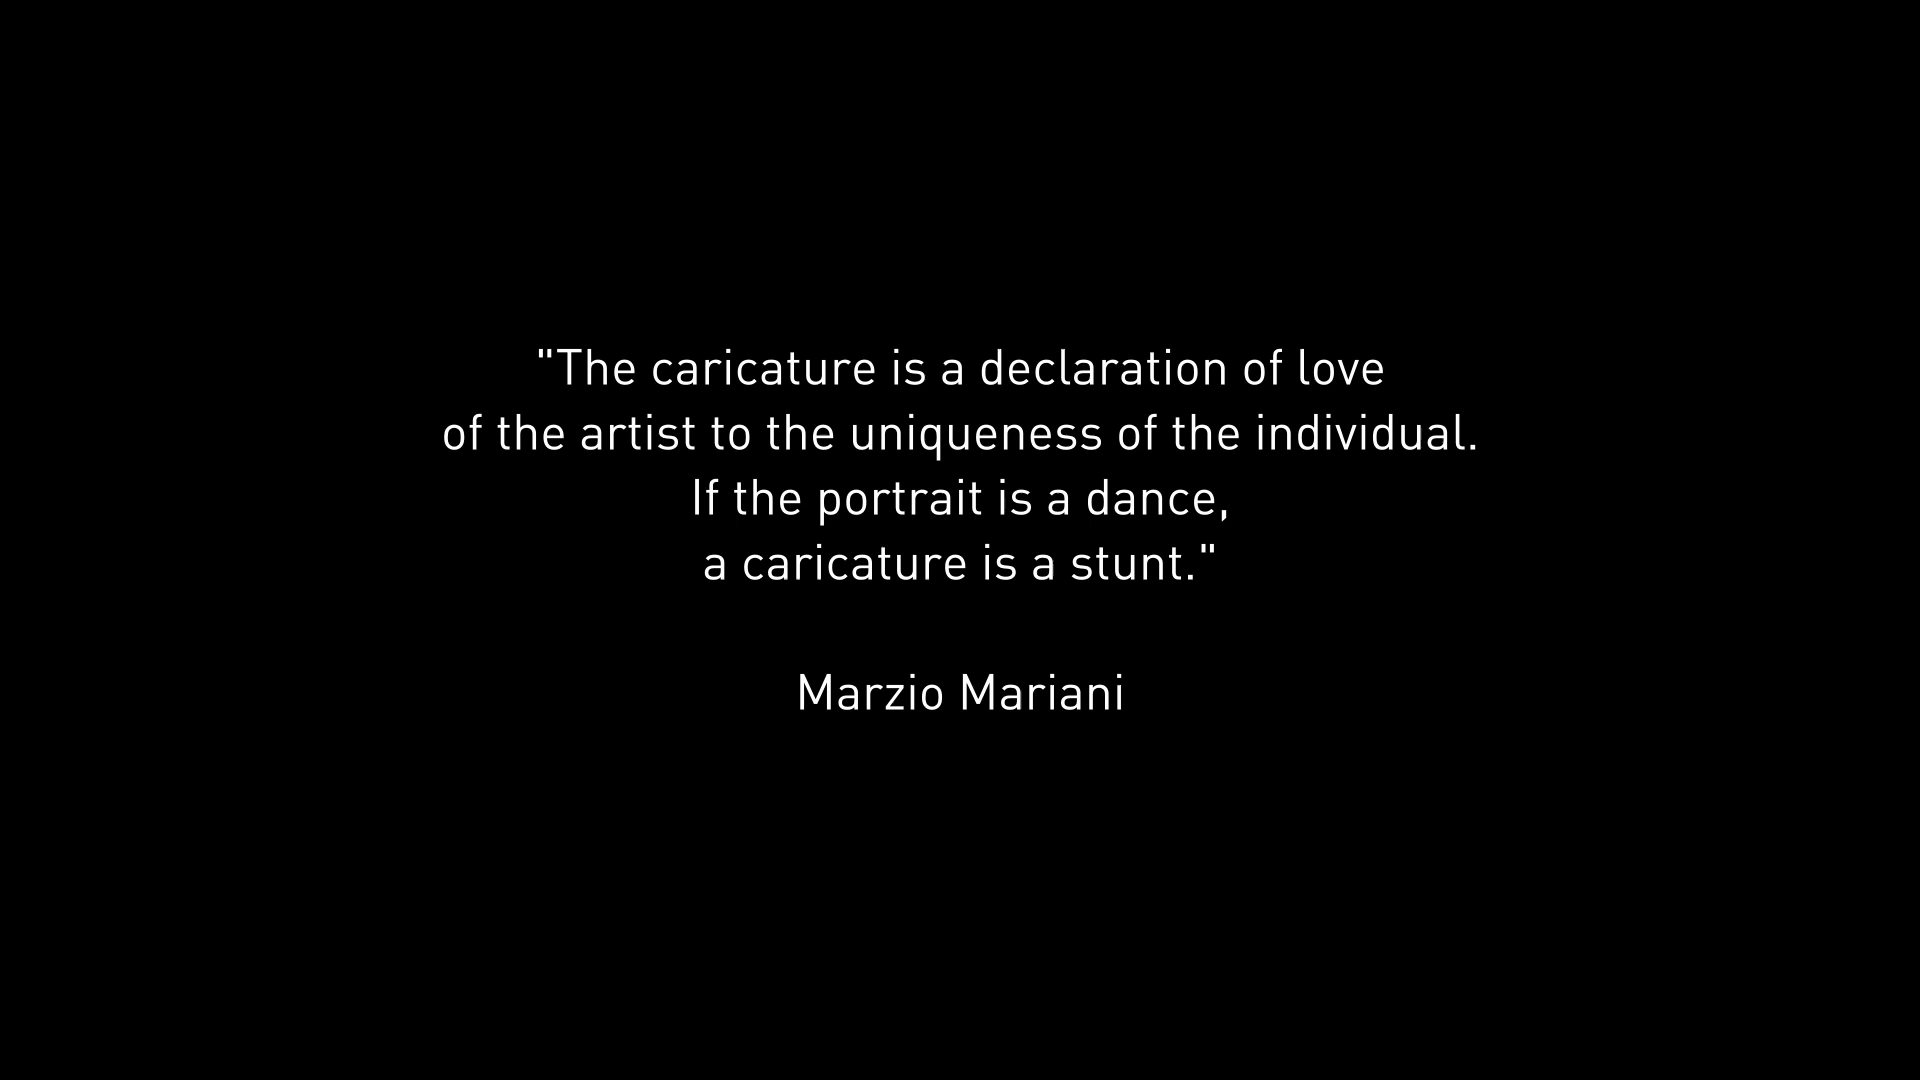 "The caricature is a declaration of love
of the artist to the uniqueness of the individual.
If the portrait is a dance,
a caricature is a stunt."
Marzio Mariani